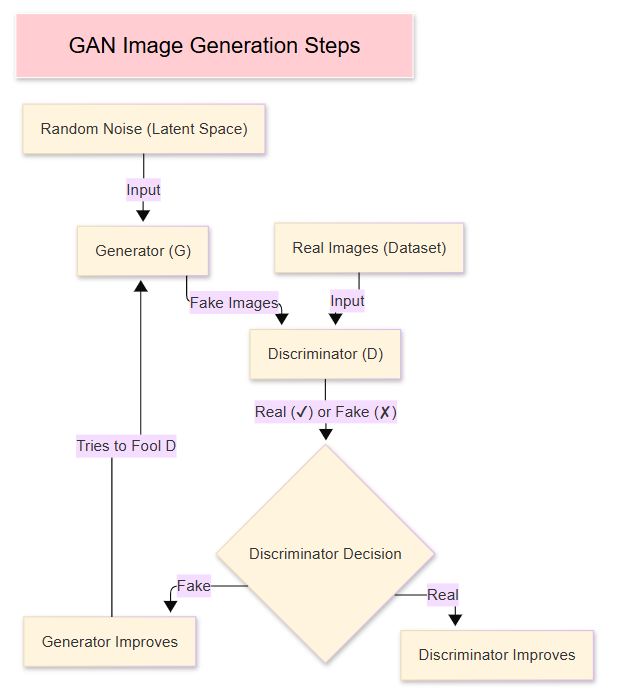 GAN Image Generation Steps
Random Noise (Latent Space)
Input
Generator (G)
Real Images (Dataset)
Fake Images
Input
Discriminator (D)
Real (✓) or Fake (✗)
Tries to Fool D
Discriminator Decision
Fake
Real
Generator Improves
Discriminator Improves